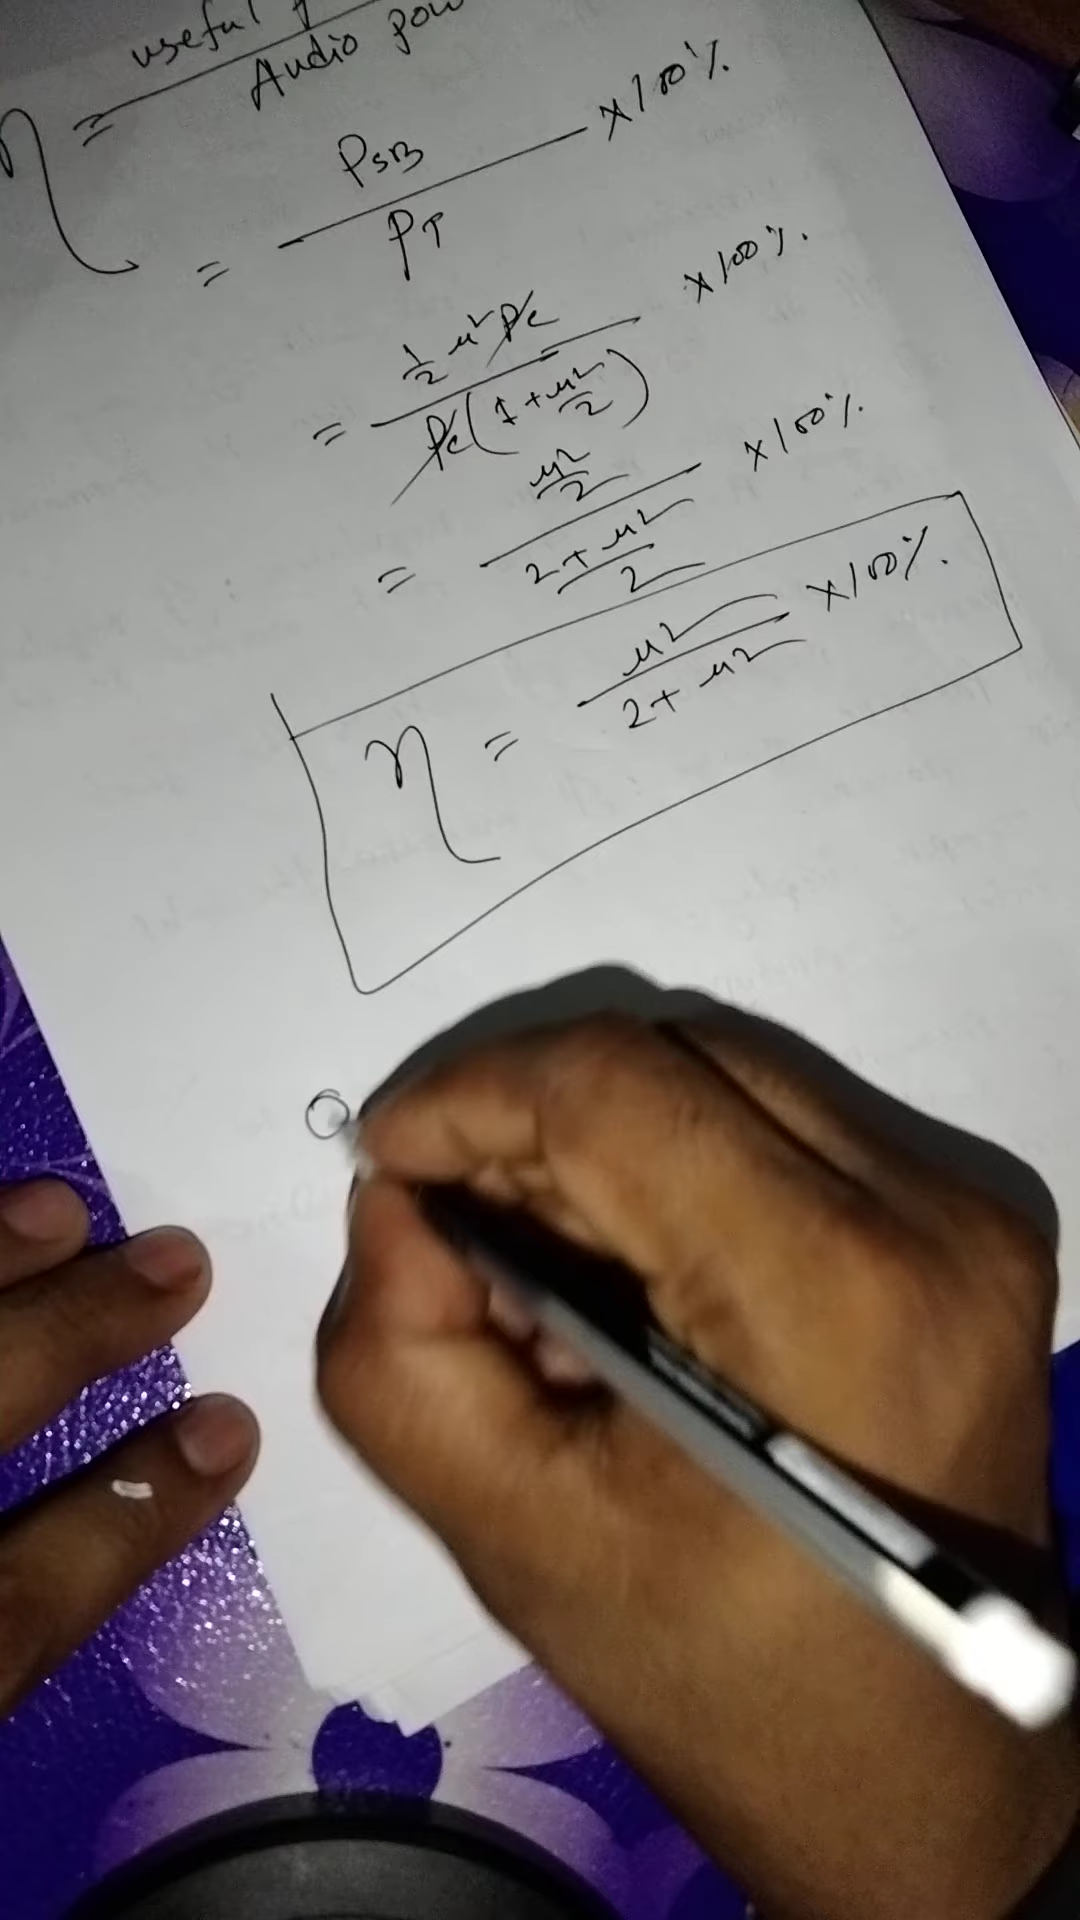 η = useful / Audio
= PSB / PT × 100%
= ½ μ² Pc / Pc(1 + μ²/2) × 100%
= μ²/2 / (2 + μ²)/2 × 100%
η = μ² / 2 + μ² × 100%